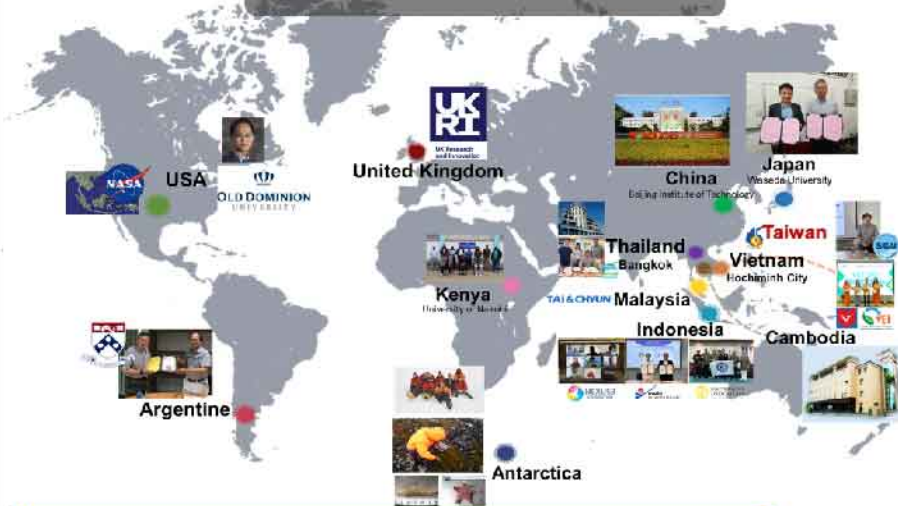 UK
RI
UK Research
and Innovation
USA
NASA
OLD DOMINION
UNIVERSITY
United Kingdom
China
Beijing Institute of Technology
Japan
Waseda University
Taiwan
Thailand
Bangkok
Vietnam
Hochiminh City
Kenya
University of Nairobi
TAI & CHYUN
Malaysia
Indonesia
Cambodia
Argentine
Antarctica